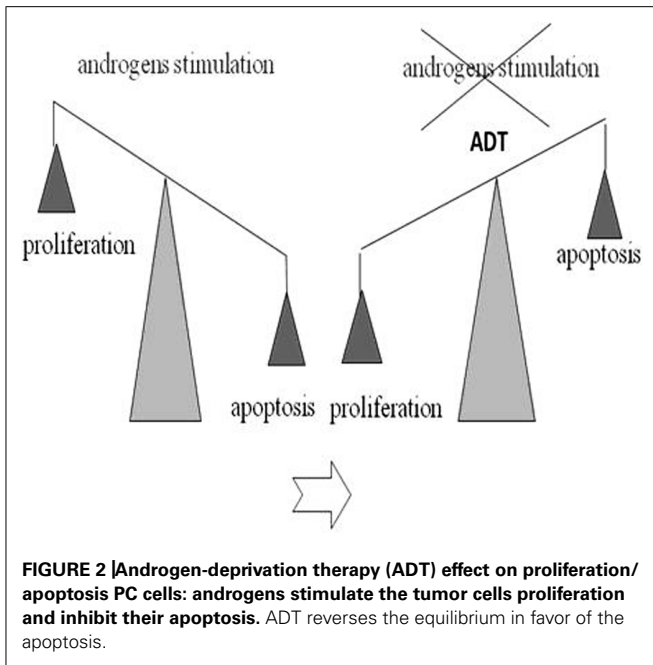 androgens stimulation
androgens stimulation
ADT
proliferation
apoptosis
apoptosis
proliferation
FIGURE 2 | Androgen-deprivation therapy (ADT) effect on proliferation/
apoptosis PC cells: androgens stimulate the tumor cells proliferation
and inhibit their apoptosis. ADT reverses the equilibrium in favor of the
apoptosis.